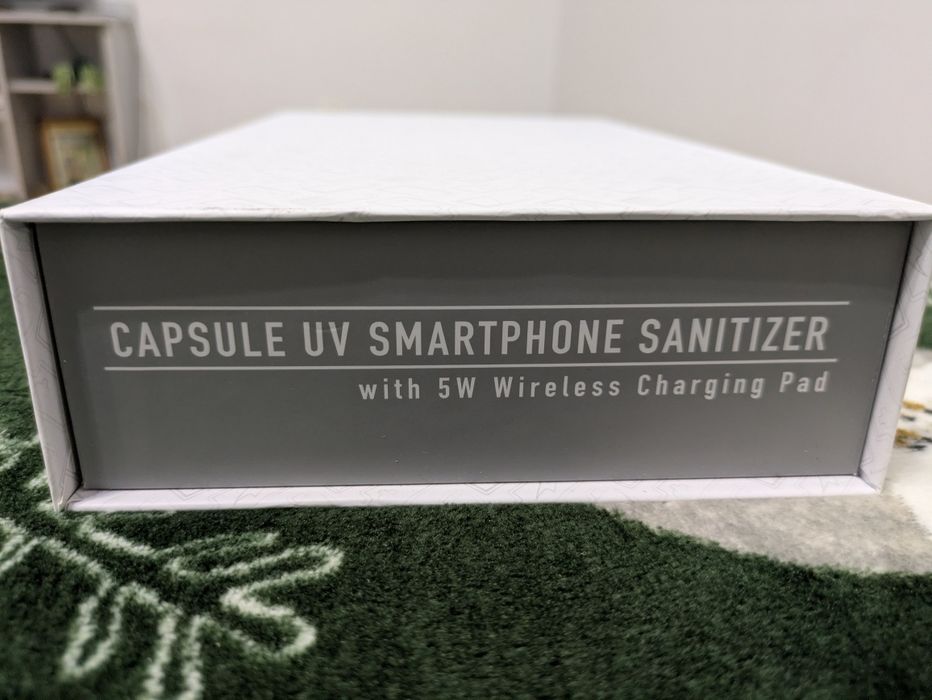 CAPSULE UV SMARTPHONE SANITIZER
with 5W Wireless Charging Pad